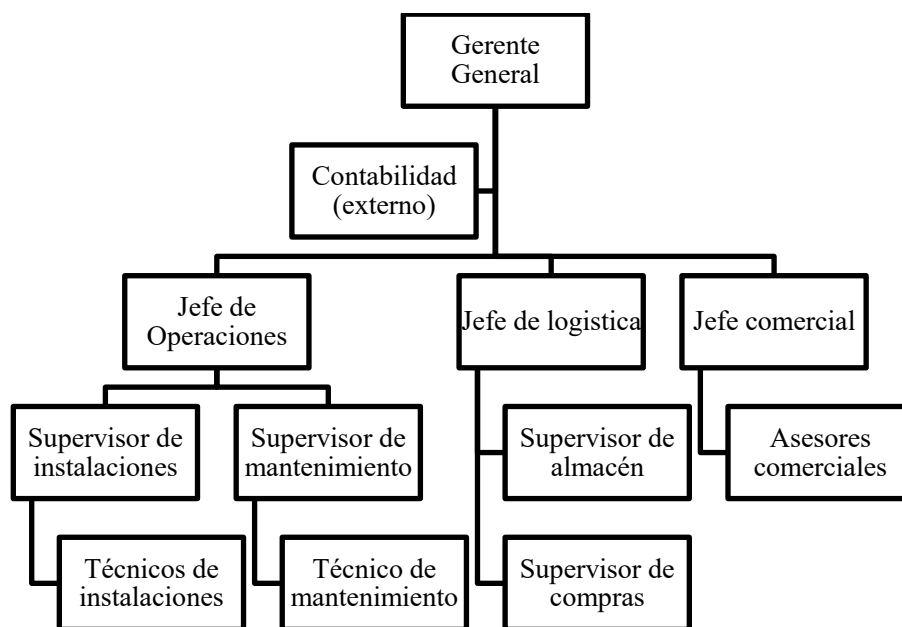 Gerente
General
Contabilidad
(externo)
Jefe de
Operaciones
Jefe de logistica
Jefe comercial
Supervisor de
instalaciones
Supervisor de
mantenimiento
Supervisor de
almacén
Asesores
comerciales
Técnicos de
instalaciones
Técnico de
mantenimiento
Supervisor de
compras